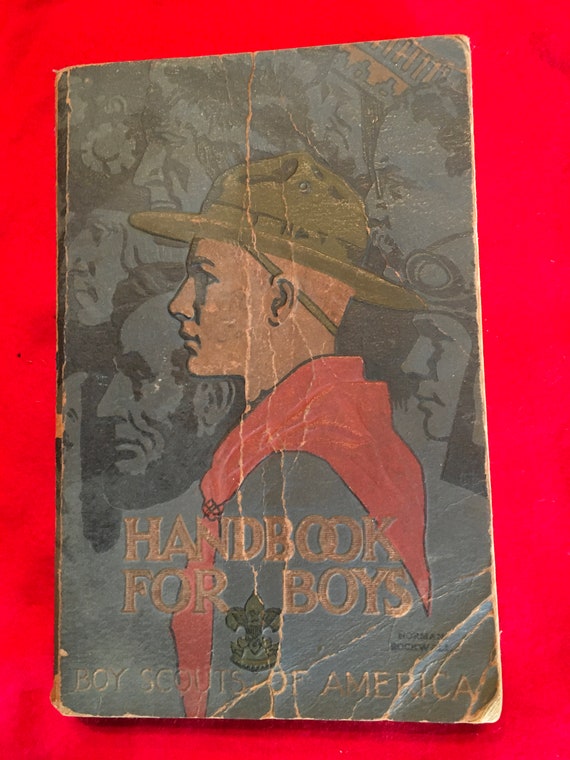 HANDBOOK
FOR BOYS
NORMAN
ROCKWELL
BOY SCOUTS OF AMERICA